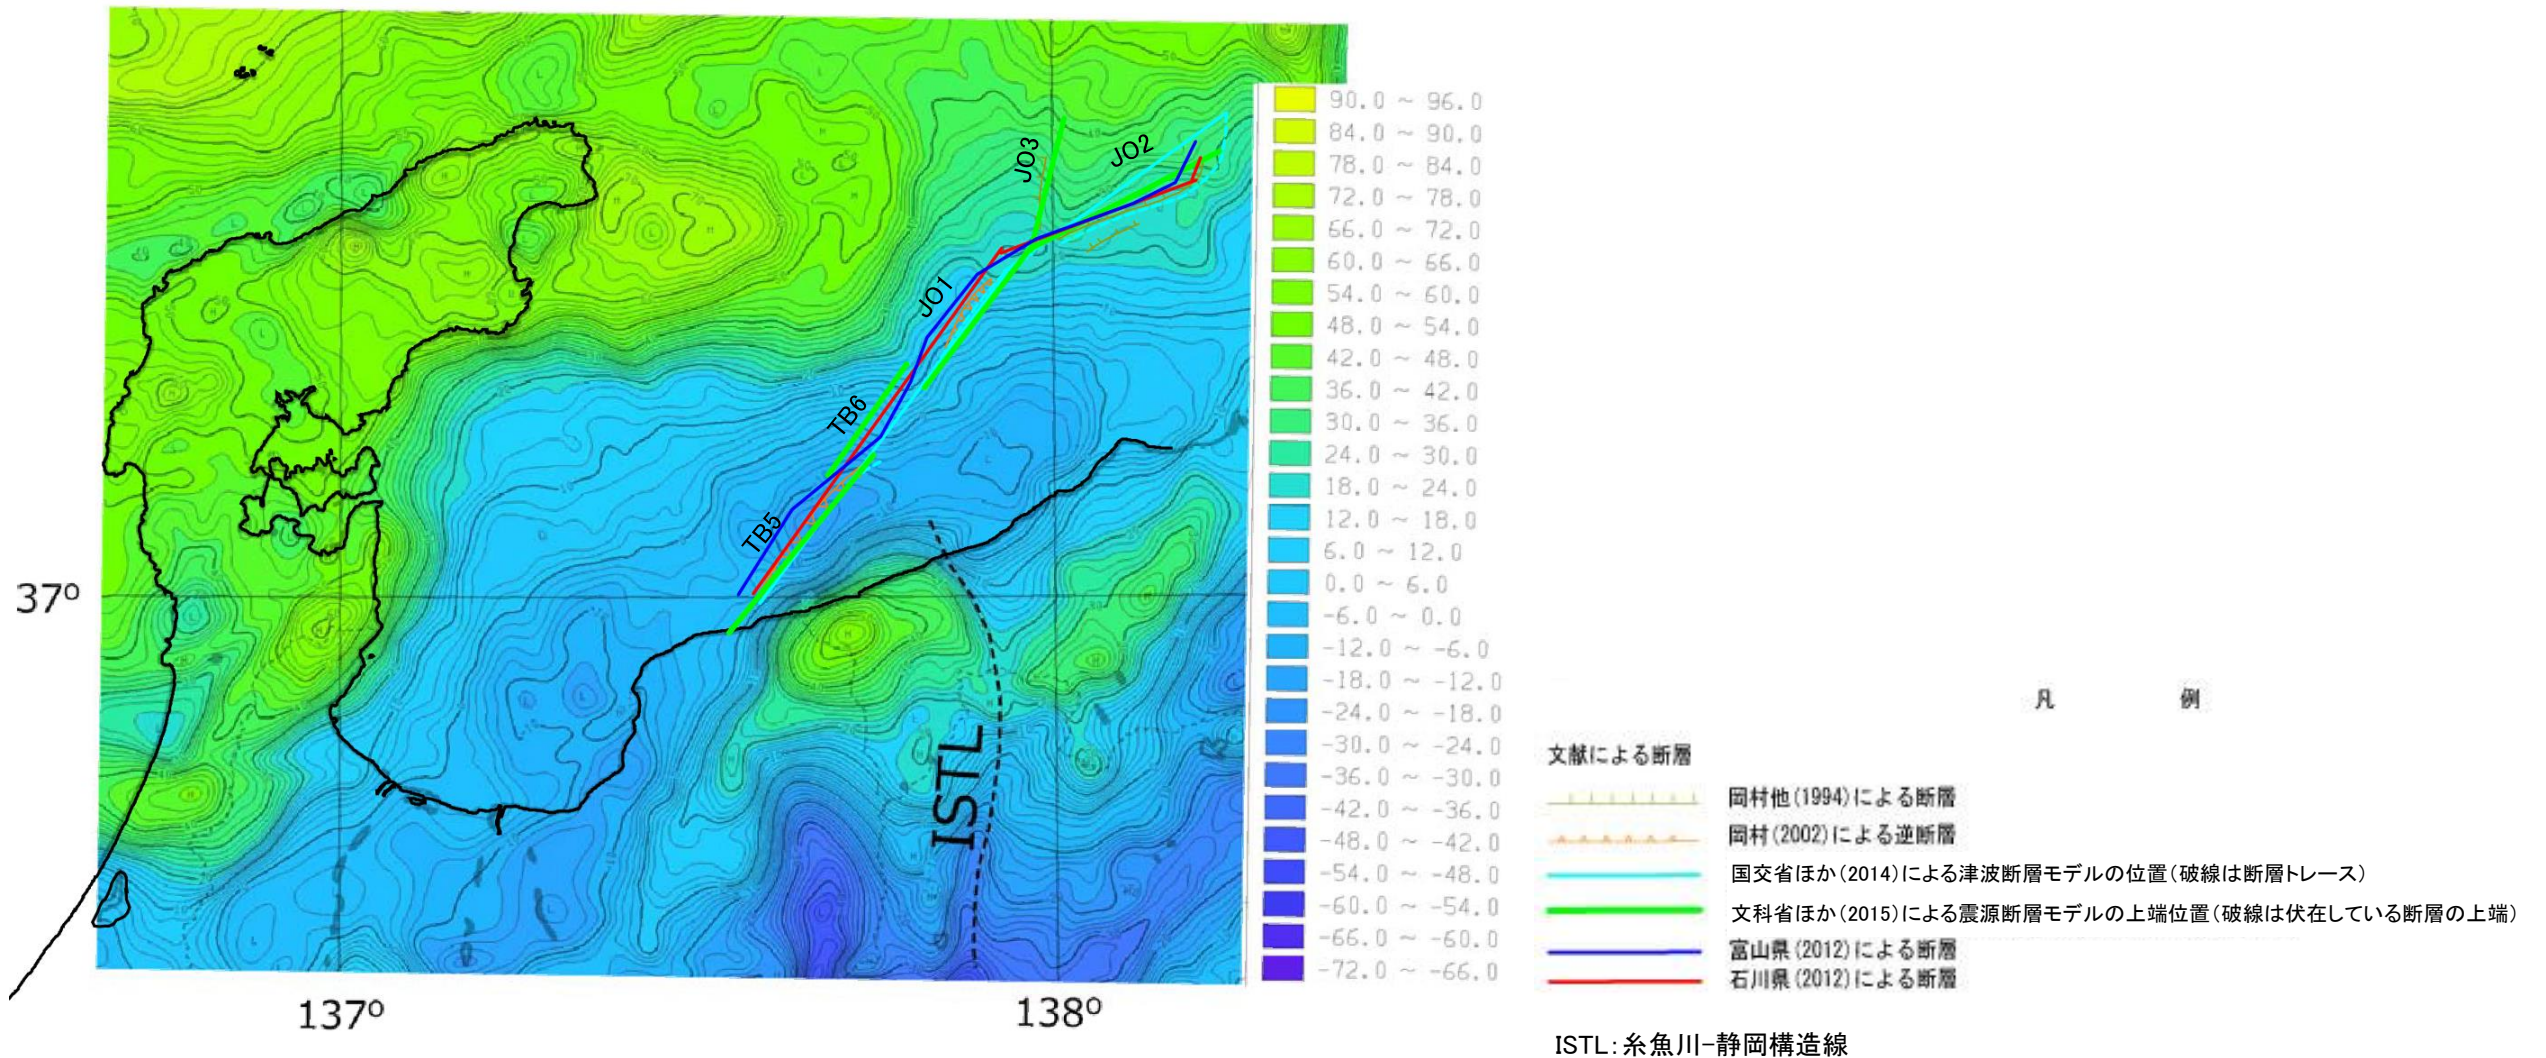 JO3
JO2
JO1
TB6
TB5
ISTL
37º
137º
138º
90.0 ~ 96.0
84.0 ~ 90.0
78.0 ~ 84.0
72.0 ~ 78.0
66.0 ~ 72.0
60.0 ~ 66.0
54.0 ~ 60.0
48.0 ~ 54.0
42.0 ~ 48.0
36.0 ~ 42.0
30.0 ~ 36.0
24.0 ~ 30.0
18.0 ~ 24.0
12.0 ~ 18.0
6.0 ~ 12.0
0.0 ~ 6.0
-6.0 ~ 0.0
-12.0 ~ -6.0
-18.0 ~ -12.0
-24.0 ~ -18.0
-30.0 ~ -24.0
-36.0 ~ -30.0
-42.0 ~ -36.0
-48.0 ~ -42.0
-54.0 ~ -48.0
-60.0 ~ -54.0
-66.0 ~ -60.0
-72.0 ~ -66.0
凡 例
文献による断層
岡村他(1994)による断層
岡村(2002)による逆断層
国交省ほか(2014)による津波断層モデルの位置(破線は断層トレース)
文科省ほか(2015)による震源断層モデルの上端位置(破線は伏在している断層の上端)
富山県(2012)による断層
石川県(2012)による断層
ISTL:糸魚川-静岡構造線